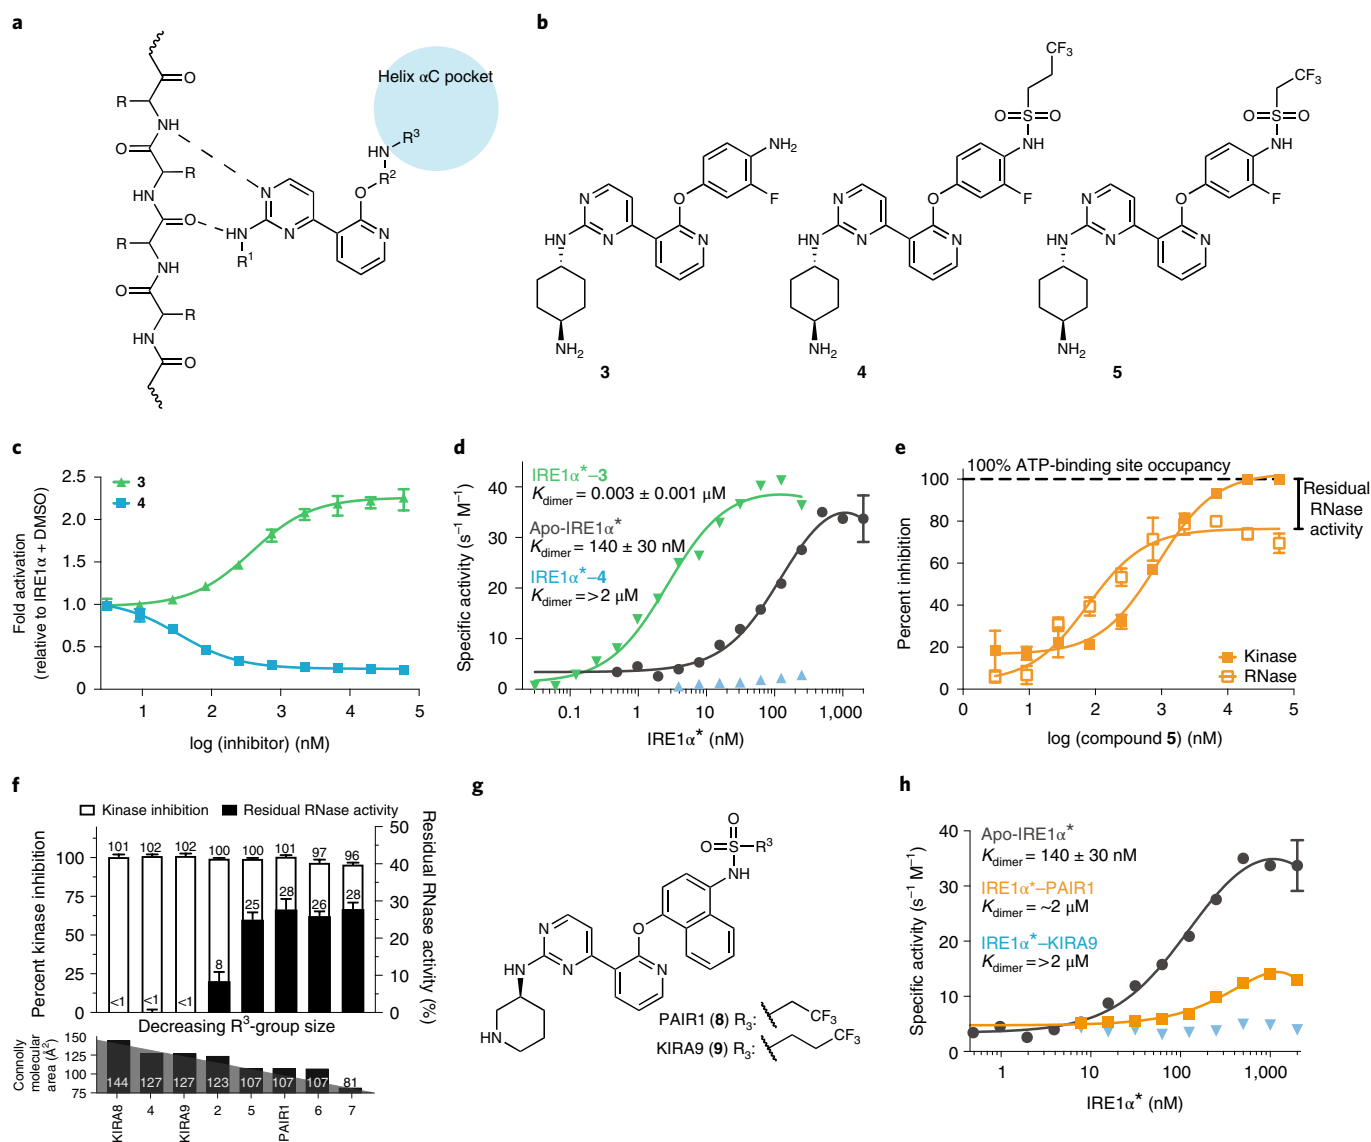 a
Helix αC pocket
O
R
NH
O
R
NH
O
R
NH
O
R
NH
O
N
HN
R¹
N
O
R²
HN
R³
N
b
NH₂
F
O
N
N
HN
N
NH₂
3
CF₃
O=S=O
NH
F
O
N
N
HN
N
NH₂
4
CF₃
O=S=O
NH
F
O
N
N
HN
N
NH₂
5
c
Fold activation
(relative to IRE1α + DMSO)
2.5
2.0
1.5
1.0
0.5
0
3
4
1 2 3 4 5
log (inhibitor) (nM)
d
Specific activity (s⁻¹ M⁻¹)
40
30
20
10
0
IRE1α*–3
Kdimer = 0.003 ± 0.001 μM
Apo-IRE1α*
Kdimer = 140 ± 30 nM
IRE1α*–4
Kdimer = >2 μM
0.1 1 10 100 1,000
IRE1α* (nM)
e
100% ATP-binding site occupancy
Residual
RNase
activity
Percent inhibition
100
80
60
40
20
0
Kinase
RNase
0 1 2 3 4 5
log (compound 5) (nM)
f
Kinase inhibition
Residual RNase activity
Percent kinase inhibition
100
75
50
25
0
Residual RNase activity (%)
50
40
30
20
10
0
101 102 102 100 100 101 97 96
<1 <1 <1 8 25 28 26 28
Decreasing R³-group size
Connolly
molecular
area (Å²)
150
100
75
144 127 127 123 107 107 107 81
KIRA8 4 KIRA9 2 5 PAIR1 6 7
g
O
O=S–R³
NH
O
N
N
HN
N
HN
PAIR1 (8) R₃:
CF₃
KIRA9 (9) R₃:
CF₃
h
Specific activity (s⁻¹ M⁻¹)
40
30
20
10
0
Apo-IRE1α*
Kdimer = 140 ± 30 nM
IRE1α*–PAIR1
Kdimer = ~2 μM
IRE1α*–KIRA9
Kdimer = >2 μM
1 10 100 1,000
IRE1α* (nM)